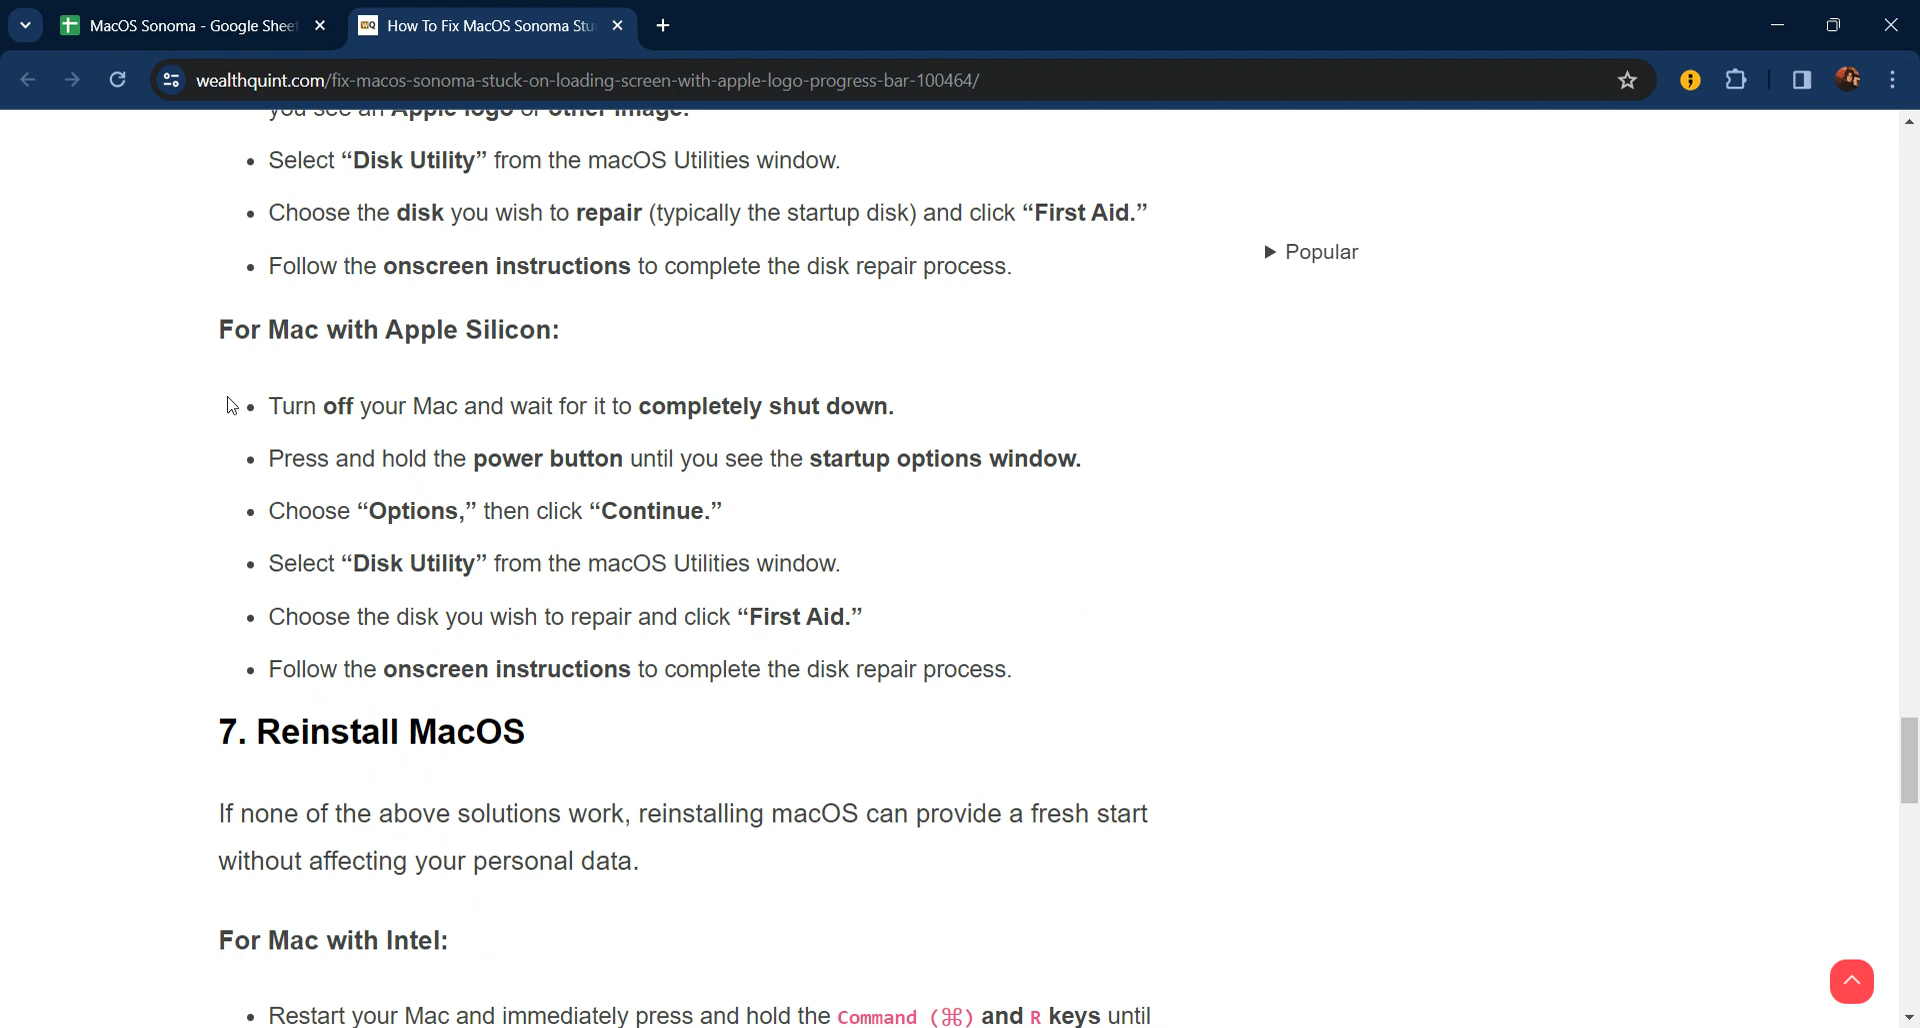 MacOS Sonoma - Google Sheet
How To Fix MacOS Sonoma Stu
wealthquint.com/fix-macos-sonoma-stuck-on-loading-screen-with-apple-logo-progress-bar-100464/
you see an Apple logo or other image.
• Select “Disk Utility” from the macOS Utilities window.
• Choose the disk you wish to repair (typically the startup disk) and click “First Aid.”
▶ Popular
• Follow the onscreen instructions to complete the disk repair process.
For Mac with Apple Silicon:
• Turn off your Mac and wait for it to completely shut down.
• Press and hold the power button until you see the startup options window.
• Choose “Options,” then click “Continue.”
• Select “Disk Utility” from the macOS Utilities window.
• Choose the disk you wish to repair and click “First Aid.”
• Follow the onscreen instructions to complete the disk repair process.
7. Reinstall MacOS
If none of the above solutions work, reinstalling macOS can provide a fresh start
without affecting your personal data.
For Mac with Intel:
• Restart your Mac and immediately press and hold the Command (⌘) and R keys until